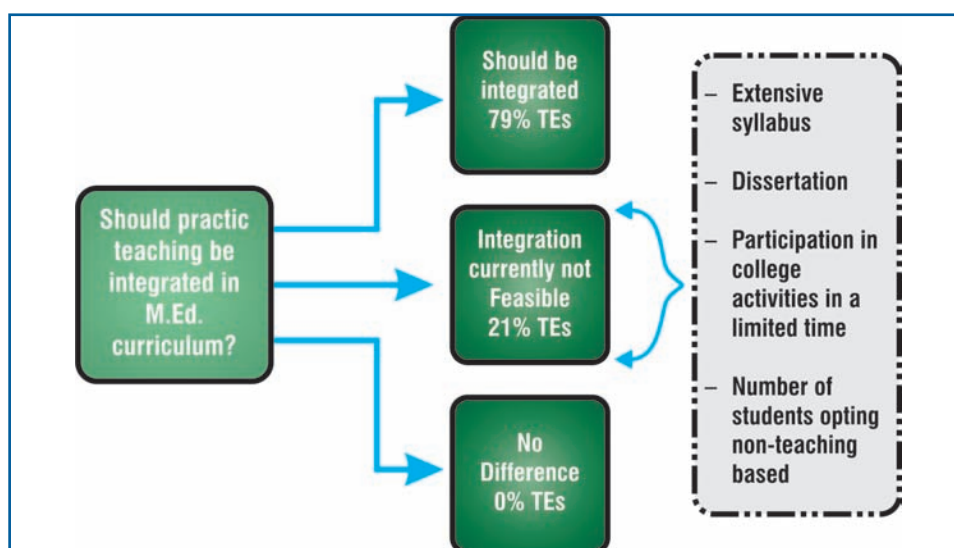 Should practic
teaching be
integrated in
M.Ed.
curriculum?
Should be
integrated
79% TEs
Integration
currently not
Feasible
21% TEs
No
Difference
0% TEs
– Extensive
syllabus
– Dissertation
– Participation in
college
activities in a
limited time
– Number of
students opting
non-teaching
based